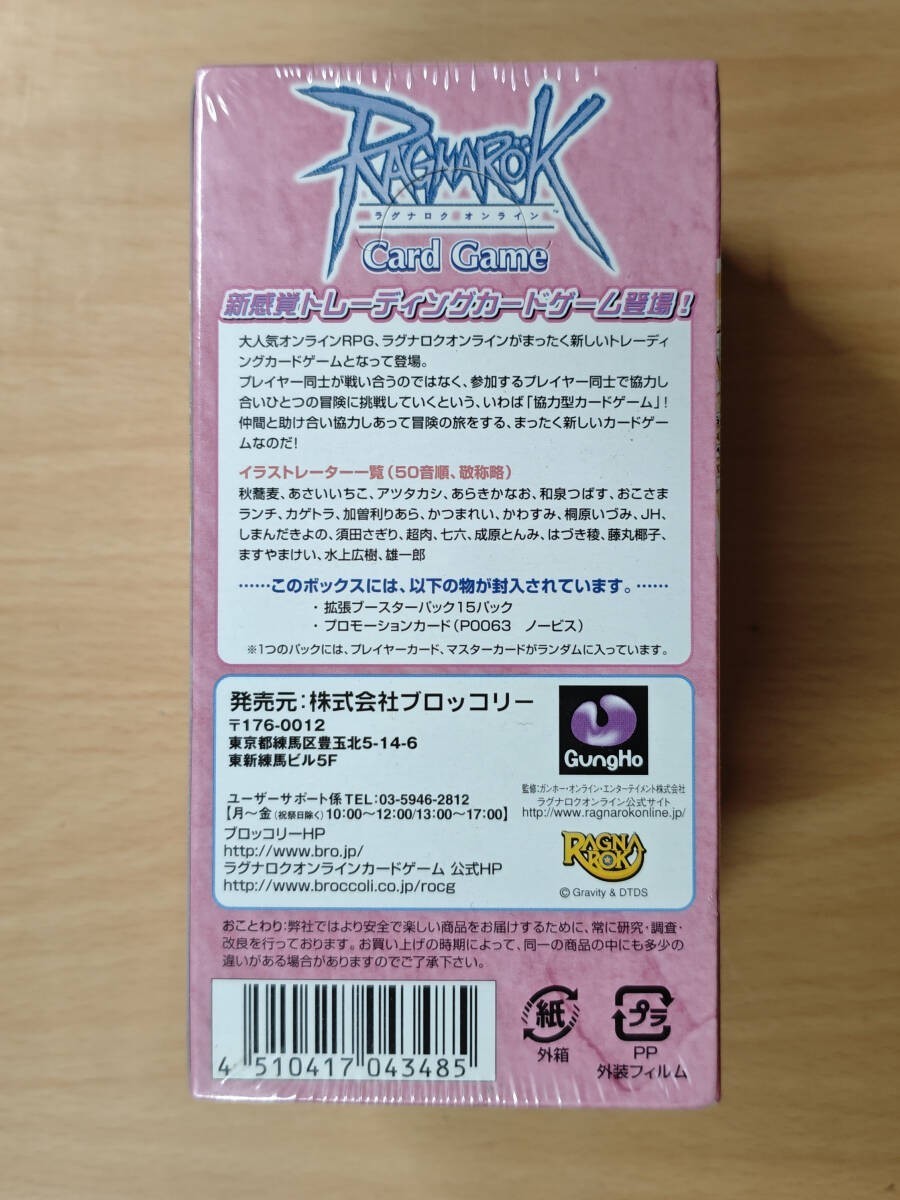 RAGNARÖK
ラグナロクオンライン™
Card Game
新感覚トレーディングカードゲーム登場!
大人気オンラインRPG、ラグナロクオンラインがまったく新しいトレーディ
ングカードゲームとなって登場。
プレイヤー同士が戦い合うのではなく、参加するプレイヤー同士で協力し
合いひとつの冒険に挑戦していくという、いわば「協力型カードゲーム」!
仲間と助け合い協力しあって冒険の旅をする、まったく新しいカードゲー
ムなのだ!
イラストレーター一覧(50音順、敬称略)
秋蕎麦、あさいいちこ、アツタカシ、あらきかなお、和泉つばす、おこさま
ランチ、カゲトラ、加曽利りあら、かつまれい、かわすみ、桐原いづみ、JH、
しまんだきよの、須田さぎり、超肉、七六、成原とんみ、はづき稜、藤丸椰子、
ますやまけい、水上広樹、雄一郎
……このボックスには、以下の物が封入されています。……
・拡張ブースターパック15パック
・プロモーションカード(P0063 ノービス)
※1つのパックには、プレイヤーカード、マスターカードがランダムに入っています。
発売元:株式会社ブロッコリー
〒176-0012
東京都練馬区豊玉北5-14-6
東新練馬ビル5F
ユーザーサポート係 TEL:03-5946-2812
【月〜金(祝祭日除く)10:00〜12:00/13:00〜17:00】
ブロッコリーHP
http://www.bro.jp/
ラグナロクオンラインカードゲーム 公式HP
http://www.broccoli.co.jp/rocg
GungHo
監修:ガンホー・オンライン・エンターテイメント株式会社
ラグナロクオンライン公式サイト
http://www.ragnarokonline.jp/
RAGNAROK
© Gravity & DTDS
おことわり:弊社ではより安全で楽しい商品をお届けするために、常に研究・調査・
改良を行っております。お買い上げの時期によって、同一の商品の中にも多少の
違いがある場合がありますのでご了承下さい。
4 510417 043485
紙
外箱
プラ
PP
外装フィルム